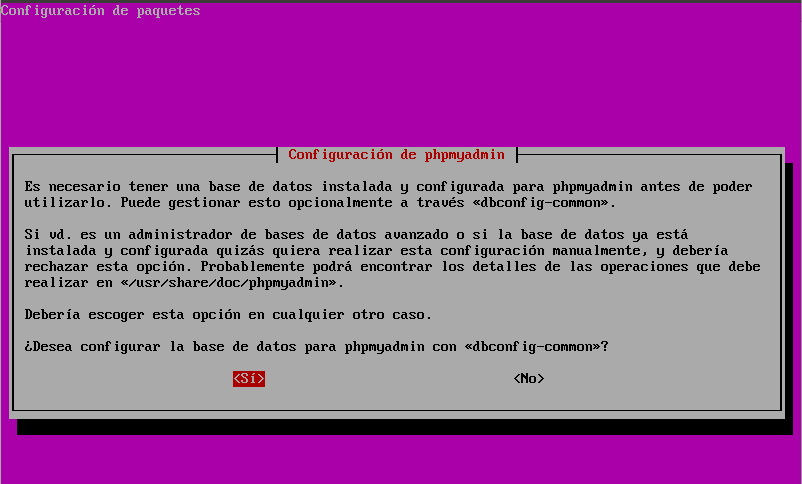 Configuración de paquetes
Configuración de phpmyadmin
Es necesario tener una base de datos instalada y configurada para phpmyadmin antes de poder
utilizarlo. Puede gestionar esto opcionalmente a través «dbconfig-common».
Si vd. es un administrador de bases de datos avanzado o si la base de datos ya está
instalada y configurada quizás quiera realizar esta configuración manualmente, y debería
rechazar esta opción. Probablemente podrá encontrar los detalles de las operaciones que debe
realizar en «/usr/share/doc/phpmyadmin».
Debería escoger esta opción en cualquier otro caso.
¿Desea configurar la base de datos para phpmyadmin con «dbconfig-common»?
<Sí> <No>